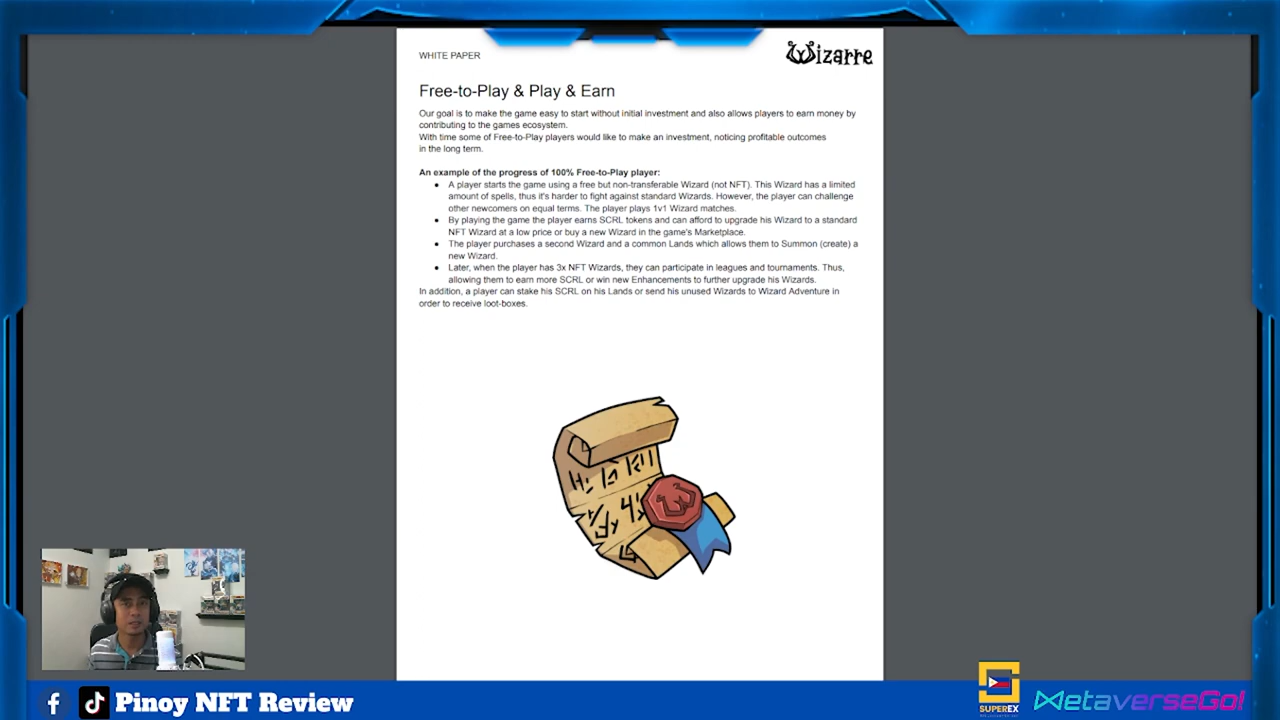 WHITE PAPER
Wizarre
Free-to-Play & Play & Earn
Our goal is to make the game easy to start without initial investment and also allows players to earn money by
contributing to the games ecosystem.
With time some of Free-to-Play players would like to make an investment, noticing profitable outcomes
in the long term.
An example of the progress of 100% Free-to-Play player:
• A player starts the game using a free but non-transferable Wizard (not NFT). This Wizard has a limited
amount of spells, thus it's harder to fight against standard Wizards. However, the player can challenge
other newcomers on equal terms. The player plays 1v1 Wizard matches.
• By playing the game the player earns SCRL tokens and can afford to upgrade his Wizard to a standard
NFT Wizard at a low price or buy a new Wizard in the game's Marketplace.
• The player purchases a second Wizard and a common Lands which allows them to Summon (create) a
new Wizard.
• Later, when the player has 3x NFT Wizards, they can participate in leagues and tournaments. Thus,
allowing them to earn more SCRL or win new Enhancements to further upgrade his Wizards.
In addition, a player can stake his SCRL on his Lands or send his unused Wizards to Wizard Adventure in
order to receive loot-boxes.
Pinoy NFT Review
SUPEREX
MetaverseGo!